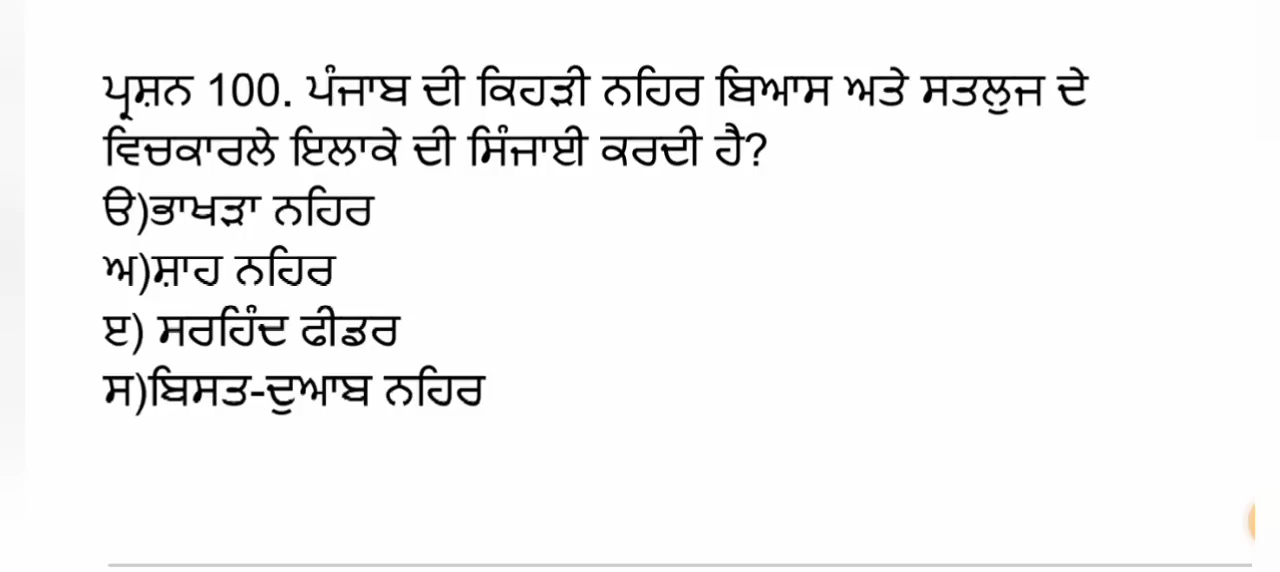 ਪ੍ਰਸ਼ਨ 100. ਪੰਜਾਬ ਦੀ ਕਿਹੜੀ ਨਹਿਰ ਬਿਆਸ ਅਤੇ ਸਤਲੁਜ ਦੇ
ਵਿਚਕਾਰਲੇ ਇਲਾਕੇ ਦੀ ਸਿੰਜਾਈ ਕਰਦੀ ਹੈ?
ੳ)ਭਾਖੜਾ ਨਹਿਰ
ਅ)ਸ਼ਾਹ ਨਹਿਰ
ੲ) ਸਰਹਿੰਦ ਫੀਡਰ
ਸ)ਬਿਸਤ-ਦੁਆਬ ਨਹਿਰ